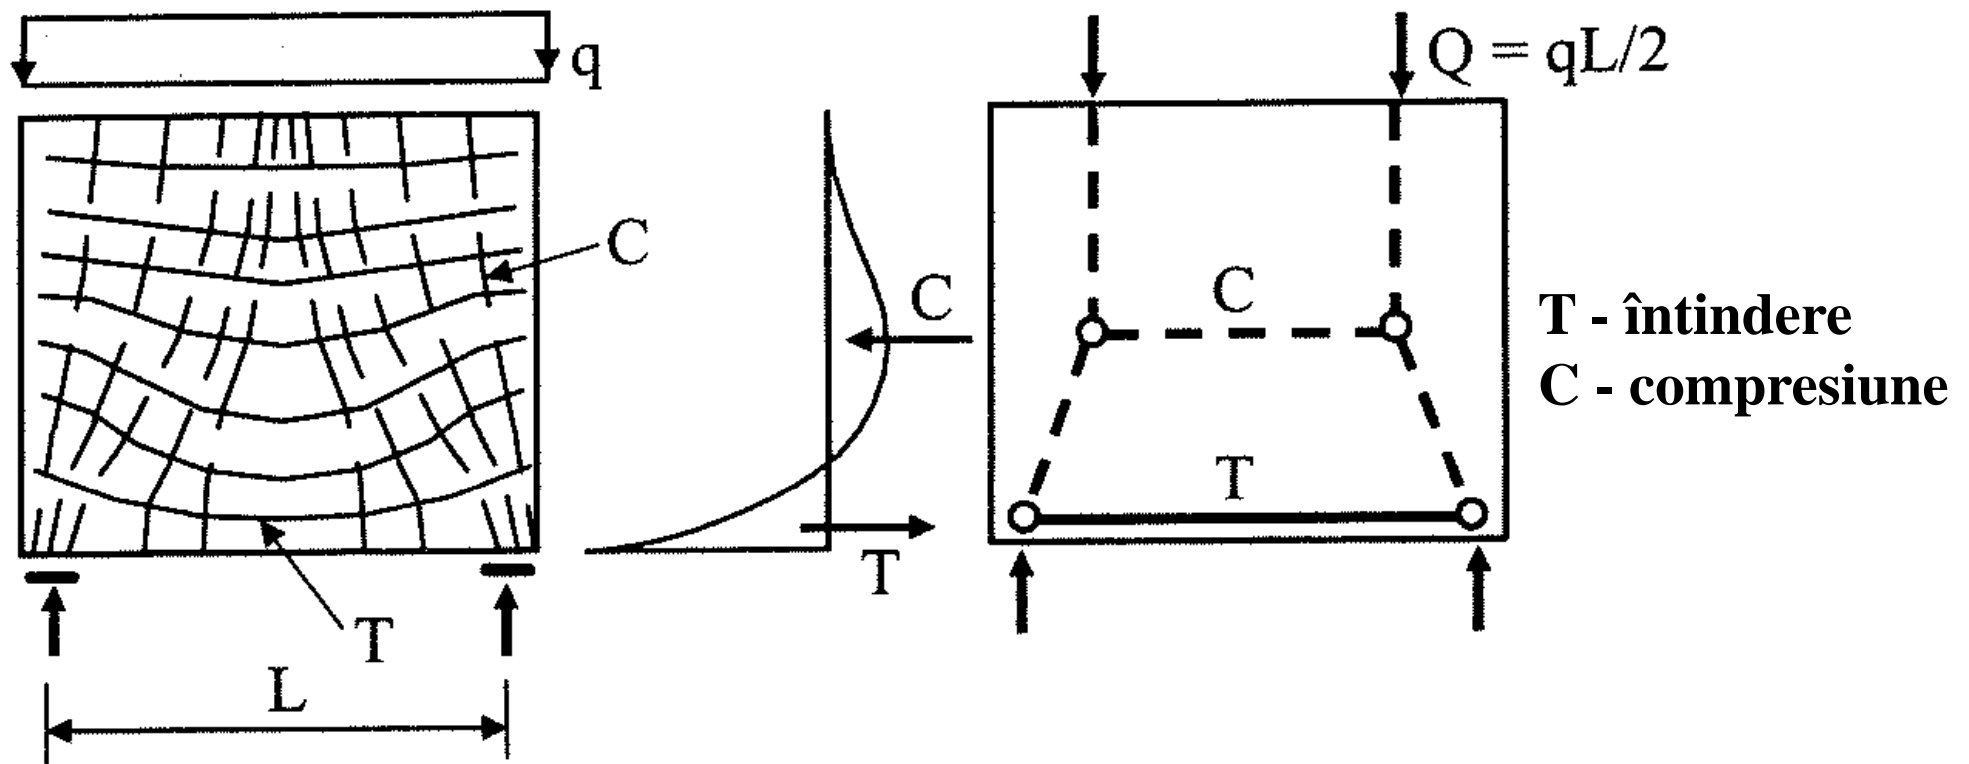 q
C
T
L
C
T
Q = qL/2
C
T
T - întindere
C - compresiune